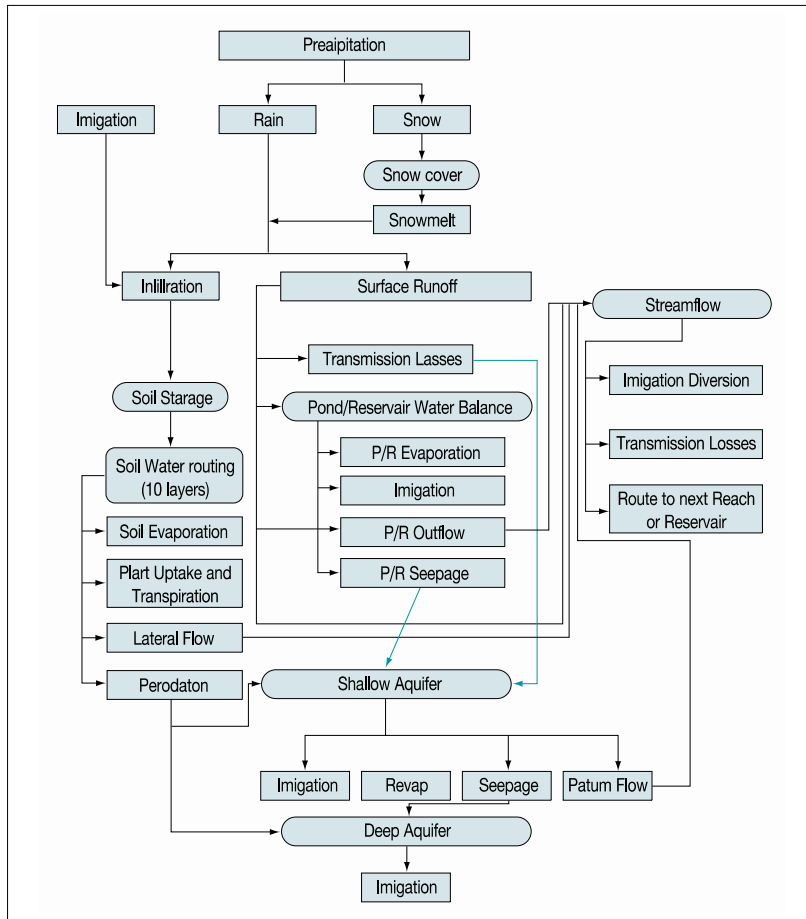 Preaipitation
Imigation
Rain
Snow
Snow cover
Snowmelt
Inlillration
Surface Runoff
Streamflow
Transmission Lasses
Imigation Diversion
Soil Starage
Pond/Reservair Water Balance
Transmission Losses
P/R Evaporation
Soil Water routing
(10 layers)
Imigation
Route to next Reach
or Reservair
Soil Evaporation
P/R Outflow
Plart Uptake and
Transpiration
P/R Seepage
Lateral Flow
Perodaton
Shallow Aquifer
Imigation
Revap
Seepage
Patum Flow
Deep Aquifer
Imigation